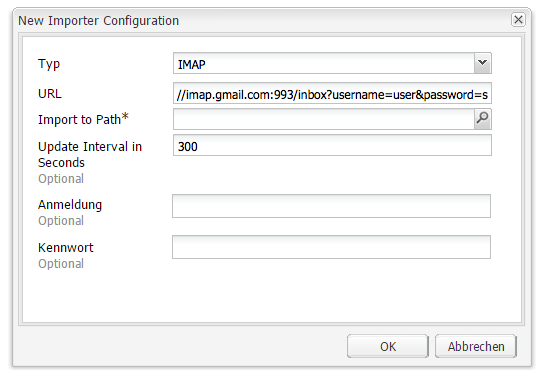 New Importer Configuration
Typ IMAP
URL //imap.gmail.com:993/inbox?username=user&password=s
Import to Path*
Update Interval in 300
Seconds
Optional
Anmeldung
Optional
Kennwort
Optional
OK Abbrechen